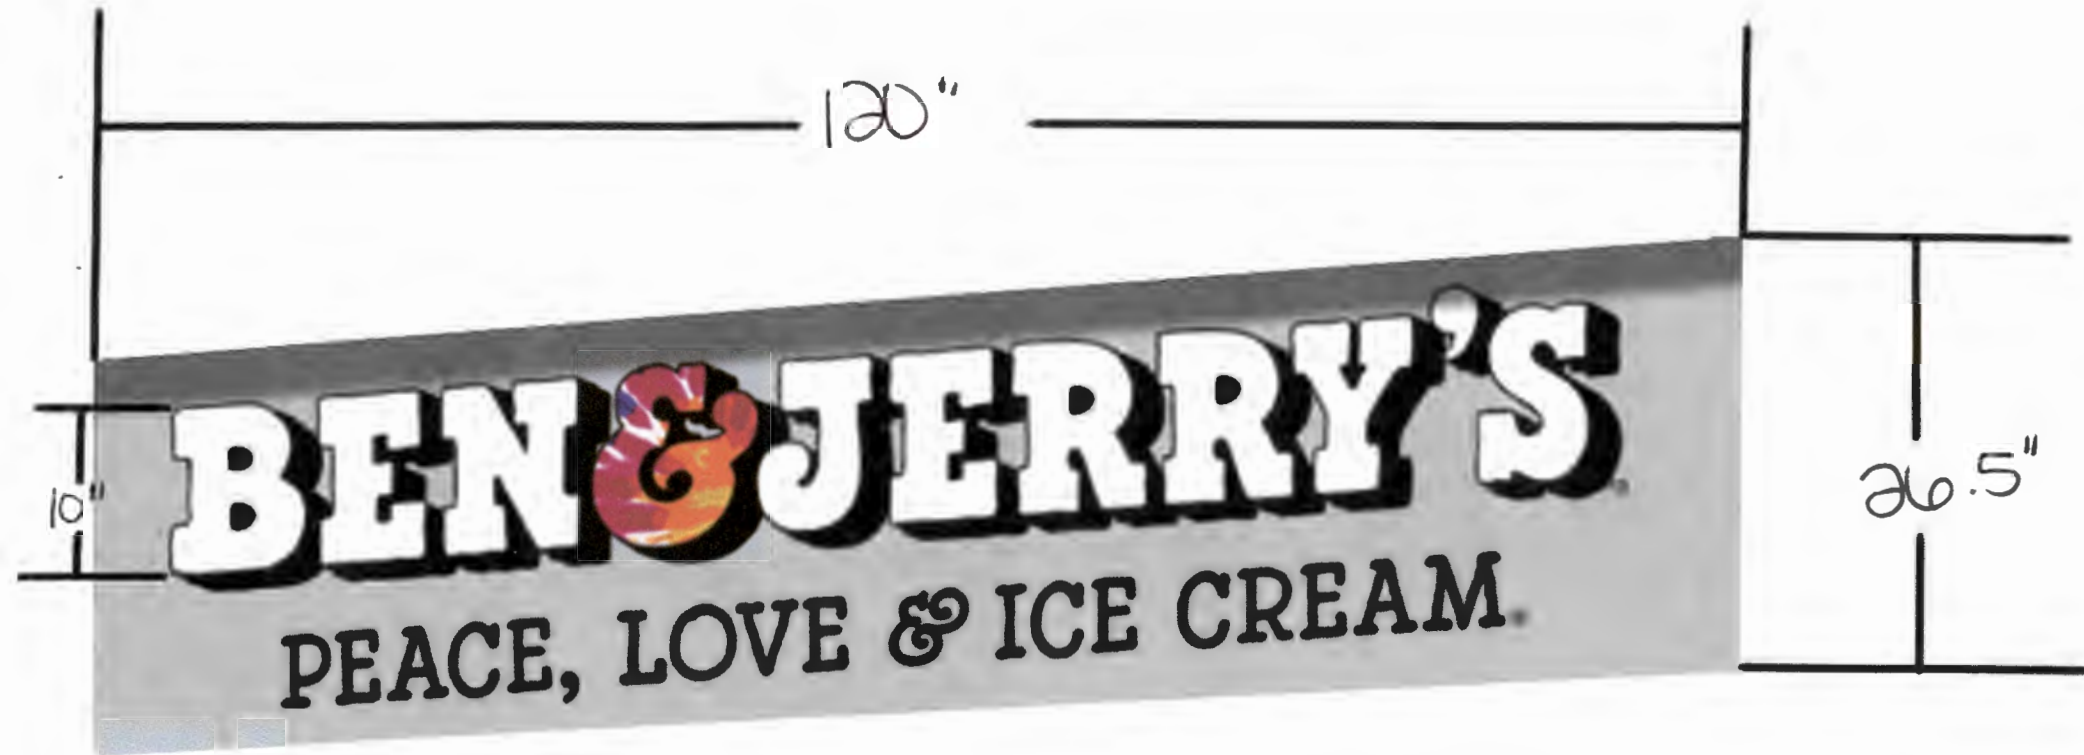 120"
BEN & JERRY'S
10"
26.5"
PEACE, LOVE & ICE CREAM.